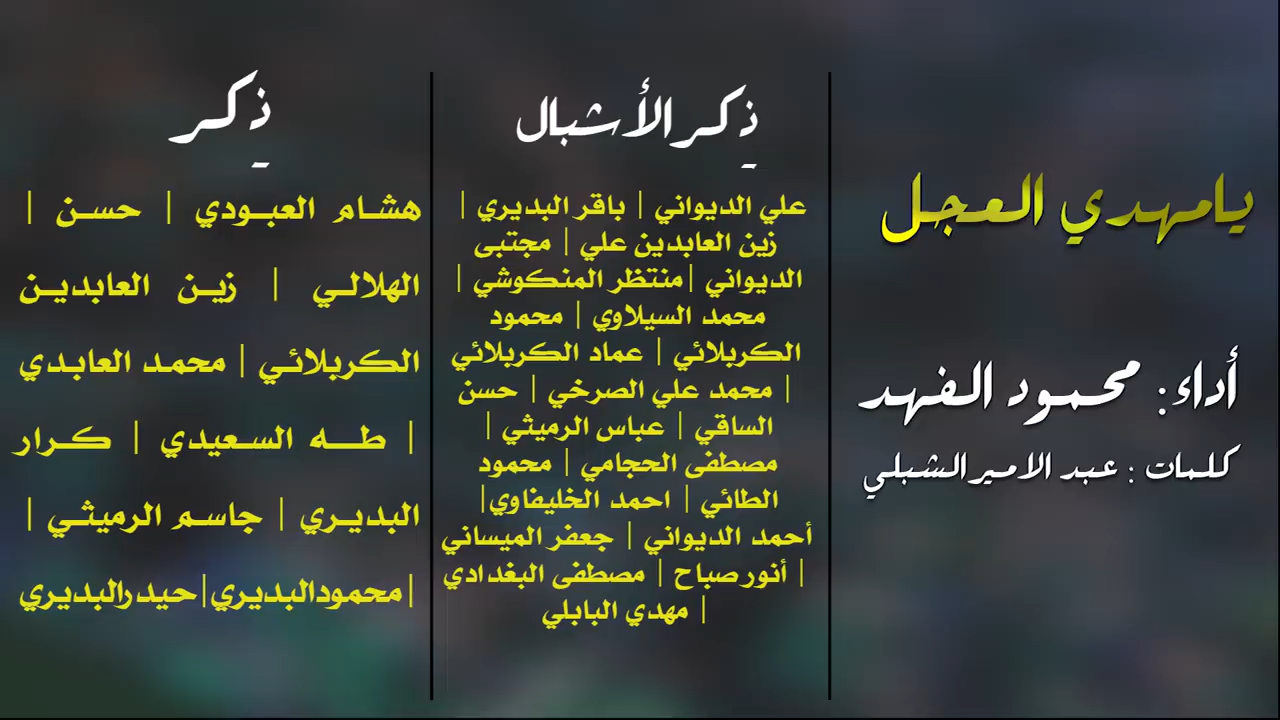 يامهدي العجل
أداء: محمود الفهد
كلمات : عبد الامير الشبلي
ذكر الأشبال
علي الديواني | باقر البديري |
زين العابدين علي | مجتبى
الديواني |منتظر المنكوشي |
محمد السيلاوي | محمود
الكربلائي | عماد الكربلائي
| محمد علي الصرخي | حسن
الساقي | عباس الرميثي |
مصطفى الحجامي | محمود
الطائي | احمد الخليفاوي|
أحمد الديواني | جعفر الميساني
| أنور صباح | مصطفى البغدادي
| مهدي البابلي
ذكر
هشام العبودي | حسن |
الهلالي | زين العابدين
الكربلائي | محمد العابدي
| طه السعيدي | كرار
البديري | جاسم الرميثي |
|محمودالبديري|حيدرالبديري